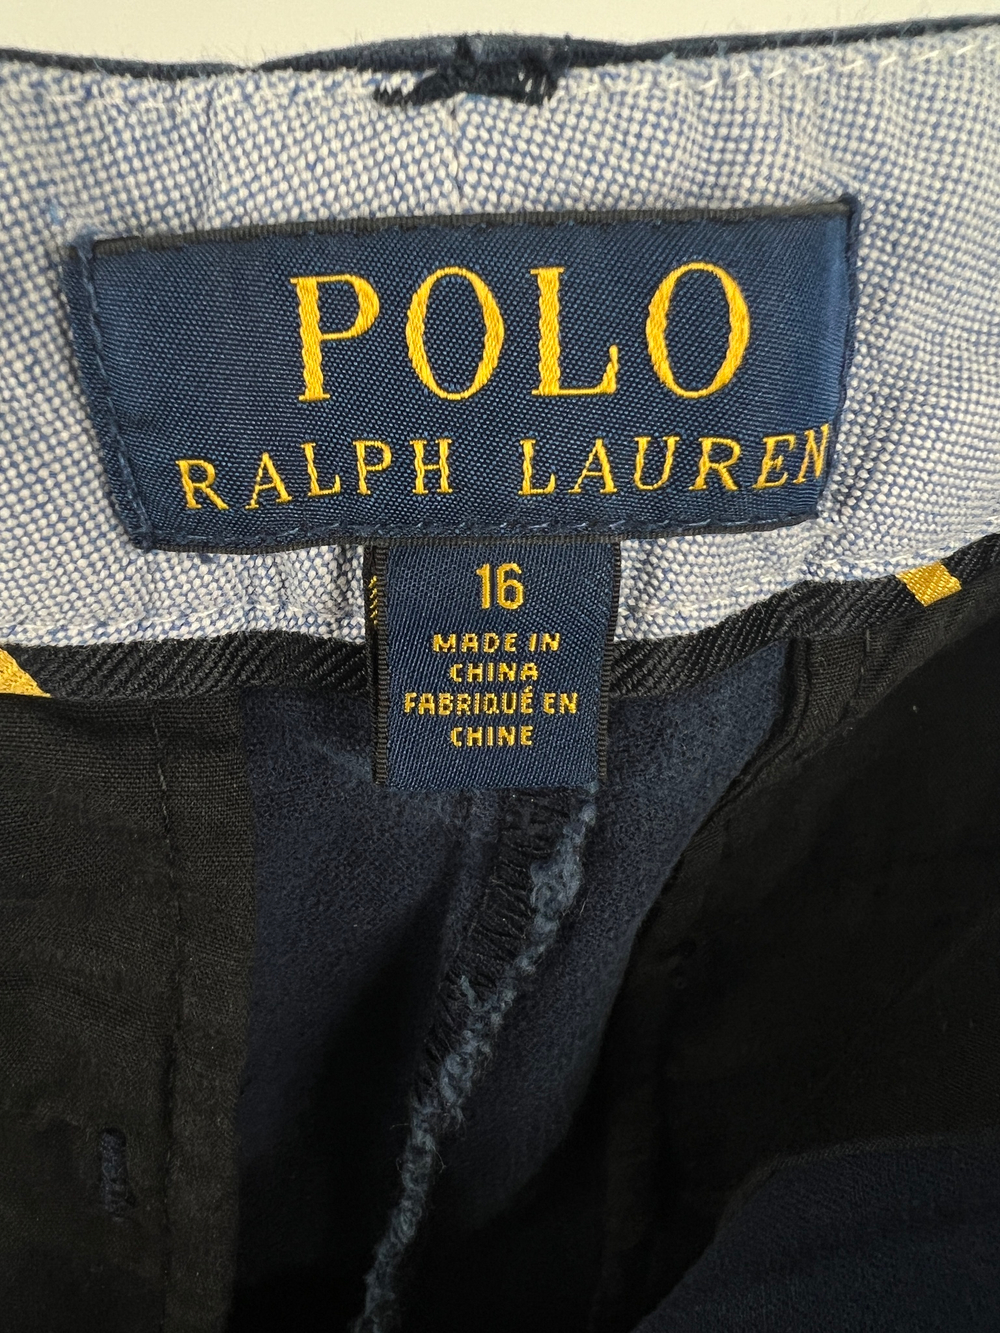 POLO
RALPH LAUREN
16
MADE IN
CHINA
FABRIQUÉ EN
CHINE